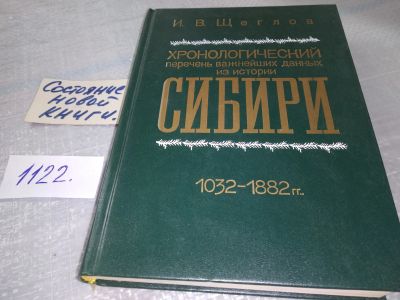 И. В. Щеглов
ХРОНОЛОГИЧЕСКИЙ
перечень важнейших данных
из истории
СИБИРИ
1032–1882 гг.
Состояние
новой
книги.
1122.